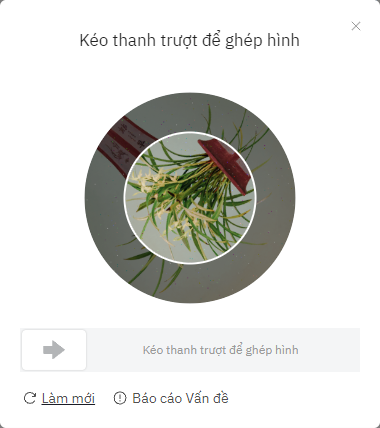 Kéo thanh trượt để ghép hình
Kéo thanh trượt để ghép hình
Làm mới
Báo cáo Vấn đề